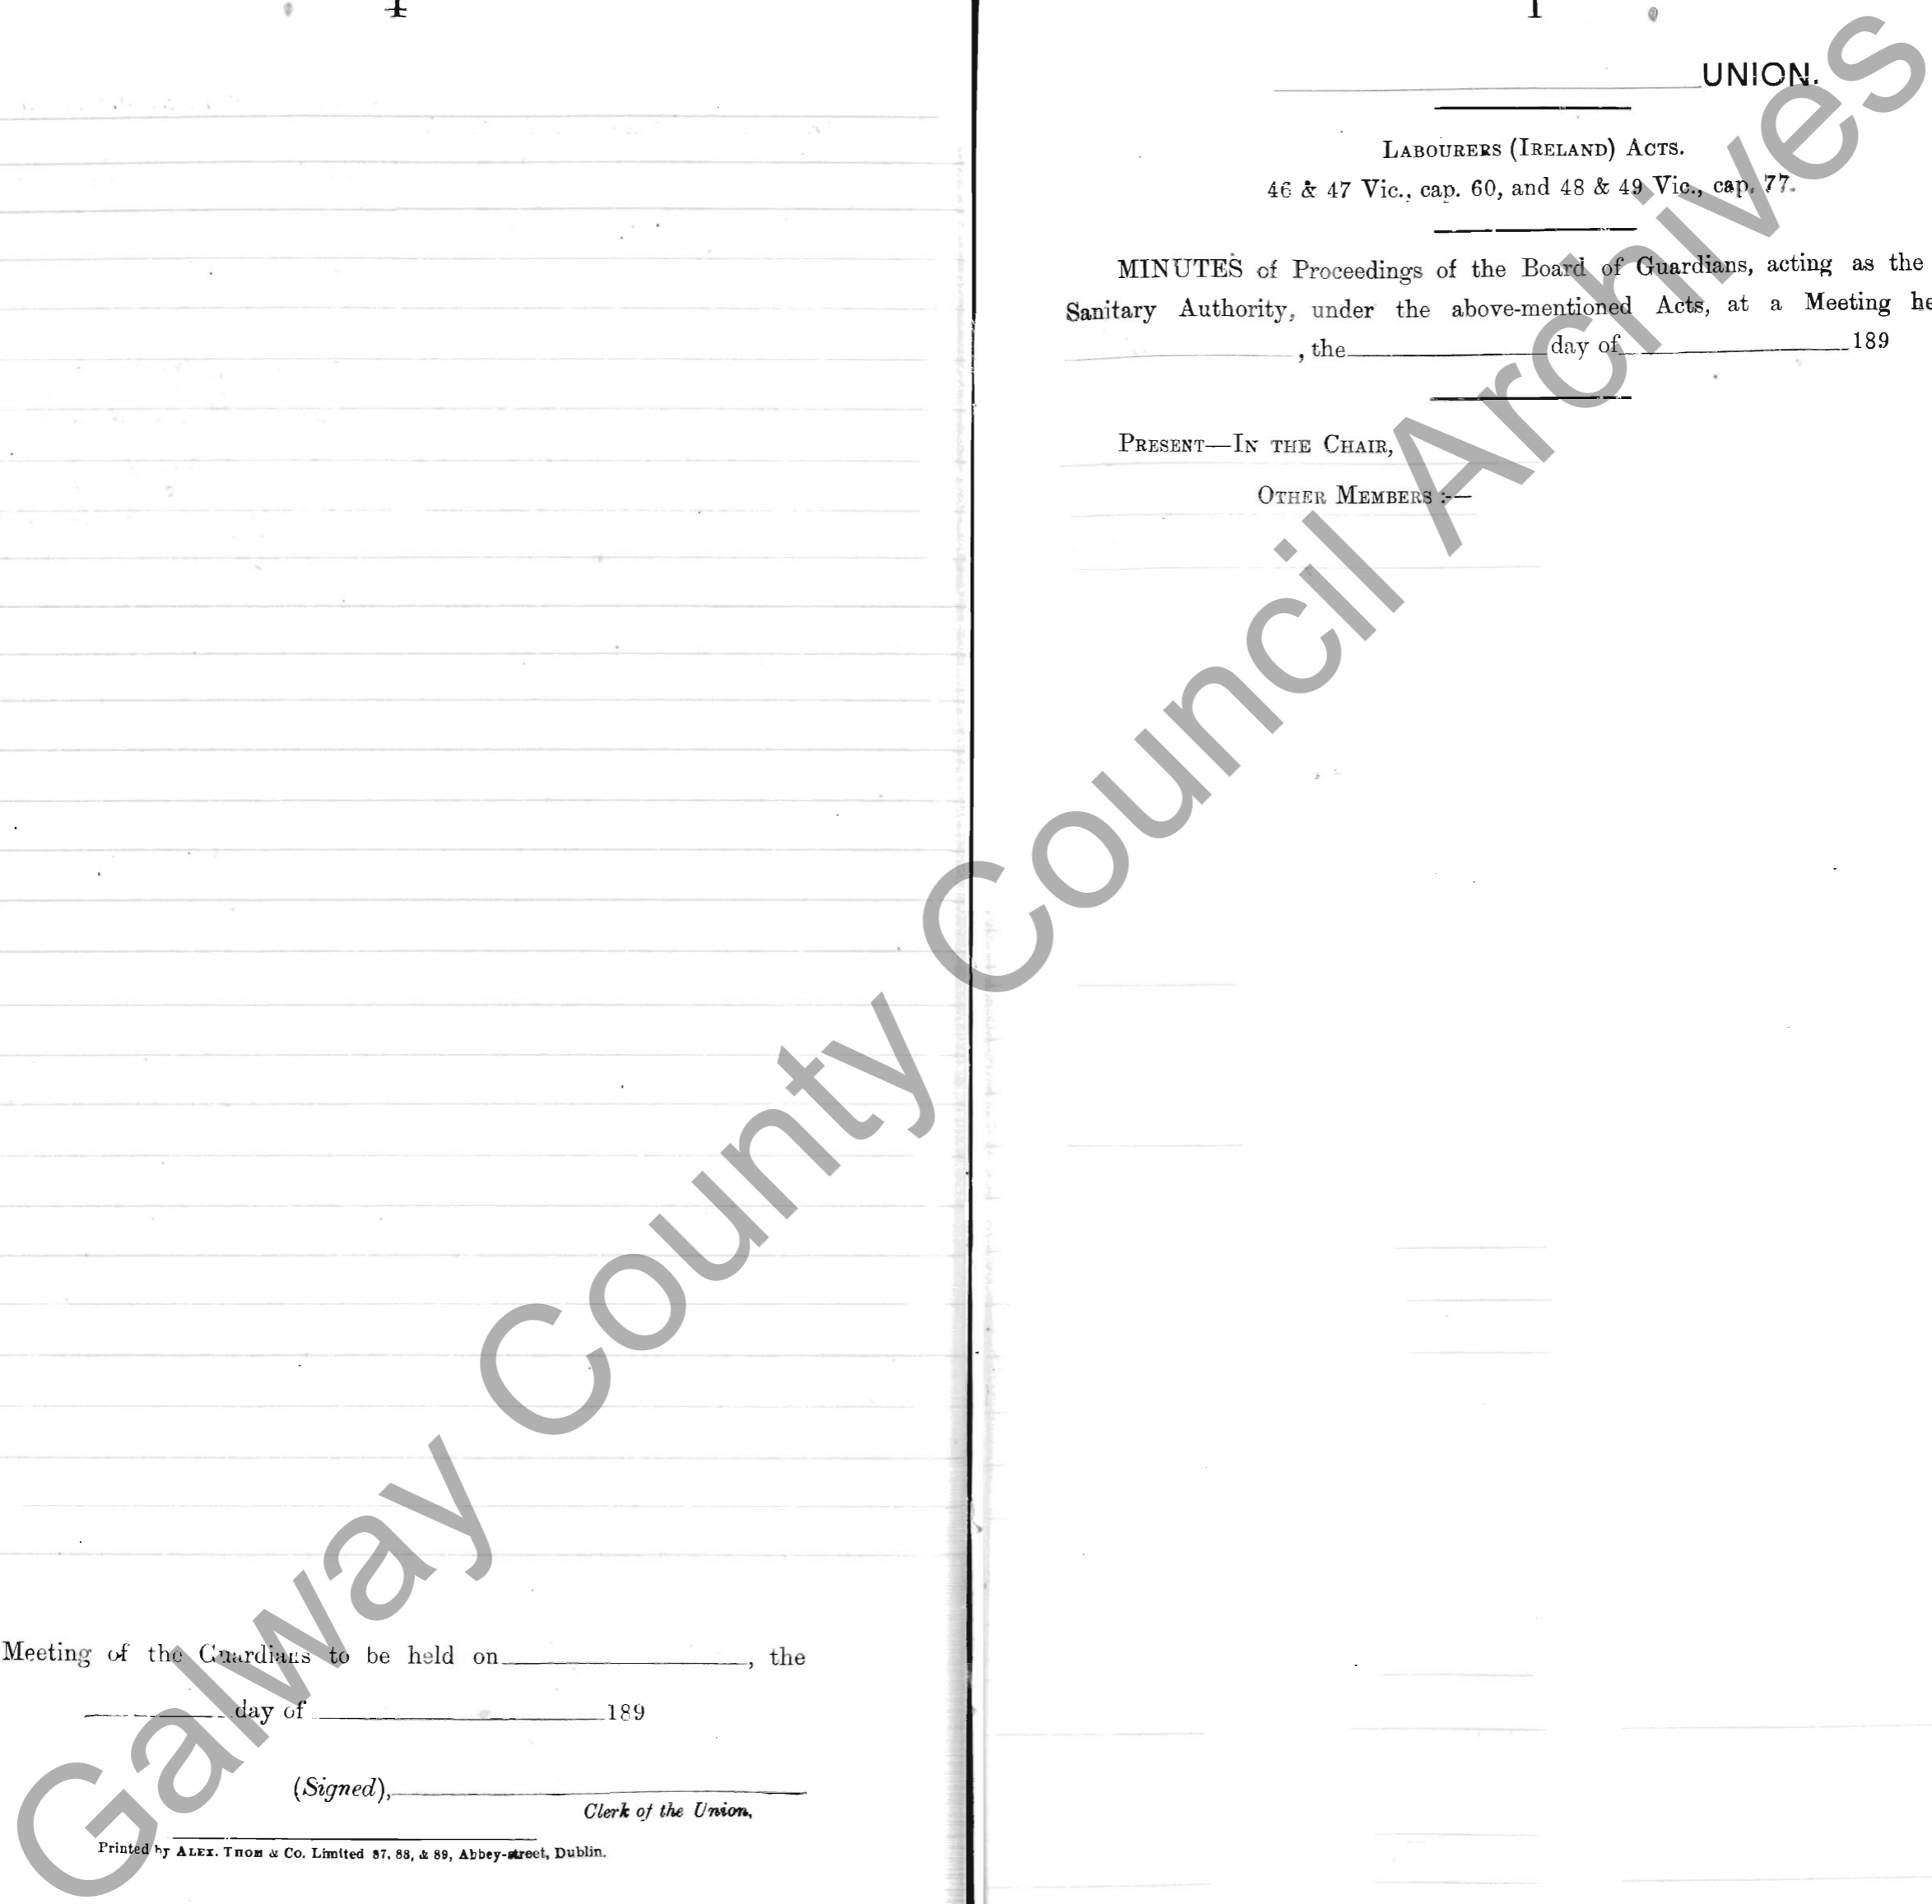 4
Meeting of the Guardians to be held on , the
day of 189
(Signed),
Clerk of the Union,
Printed by ALEX. THOM & Co. Limited 87, 88, & 89, Abbey-street, Dublin.
1
UNION.
LABOURERS (IRELAND) ACTS.
46 & 47 Vic., cap. 60, and 48 & 49 Vic., cap. 77.
MINUTES of Proceedings of the Board of Guardians, acting as the
Sanitary Authority, under the above-mentioned Acts, at a Meeting he
, the day of 189
PRESENT—IN THE CHAIR,
OTHER MEMBERS :—
Galway County Council Archives